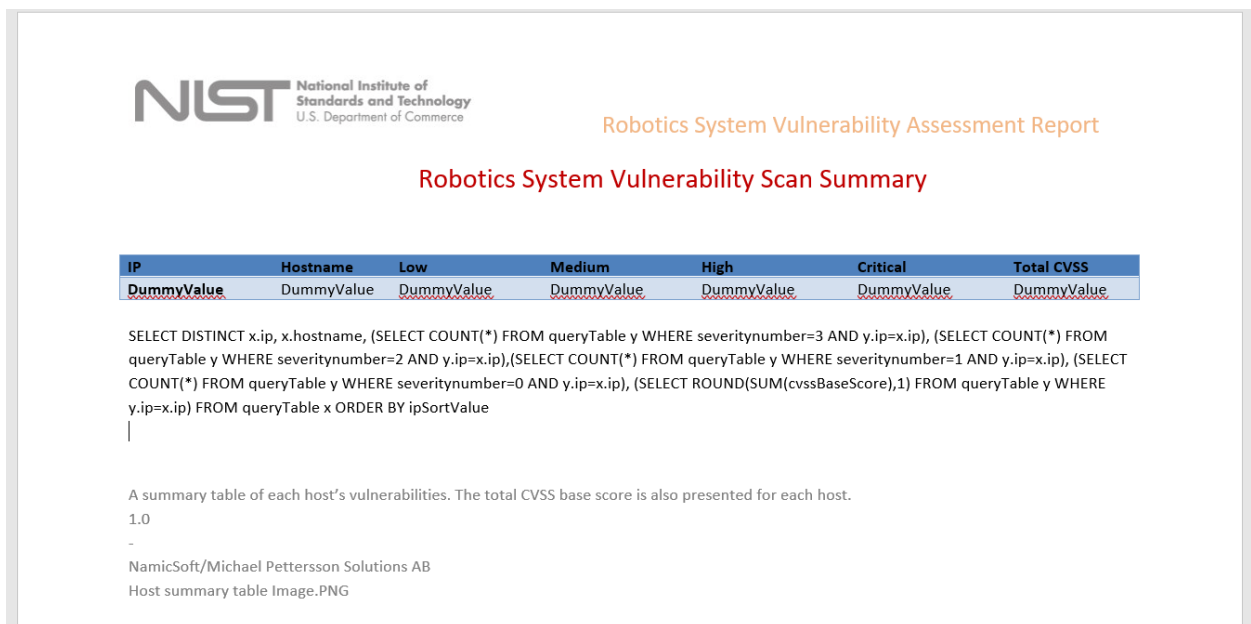 NIST National Institute of
Standards and Technology
U.S. Department of Commerce
Robotics System Vulnerability Assessment Report
Robotics System Vulnerability Scan Summary
IP Hostname Low Medium High Critical Total CVSS
DummyValue DummyValue DummyValue DummyValue DummyValue DummyValue DummyValue
SELECT DISTINCT x.ip, x.hostname, (SELECT COUNT(*) FROM queryTable y WHERE severitynumber=3 AND y.ip=x.ip), (SELECT COUNT(*) FROM
queryTable y WHERE severitynumber=2 AND y.ip=x.ip),(SELECT COUNT(*) FROM queryTable y WHERE severitynumber=1 AND y.ip=x.ip), (SELECT
COUNT(*) FROM queryTable y WHERE severitynumber=0 AND y.ip=x.ip), (SELECT ROUND(SUM(cvssBaseScore),1) FROM queryTable y WHERE
y.ip=x.ip) FROM queryTable x ORDER BY ipSortValue
A summary table of each host’s vulnerabilities. The total CVSS base score is also presented for each host.
1.0
-
NamicSoft/Michael Pettersson Solutions AB
Host summary table Image.PNG